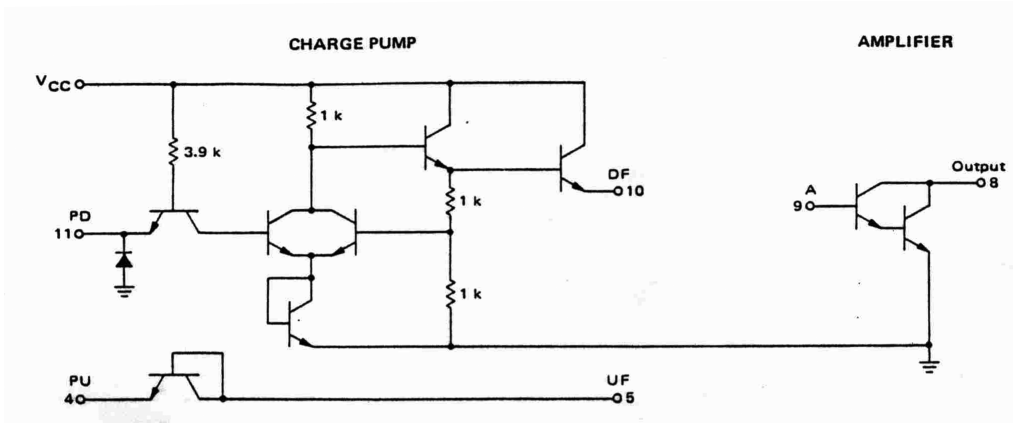 CHARGE PUMP
AMPLIFIER
VCC
1 k
3.9 k
DF
10
Output
8
A
9
PD
11
1 k
1 k
PU
4
UF
5